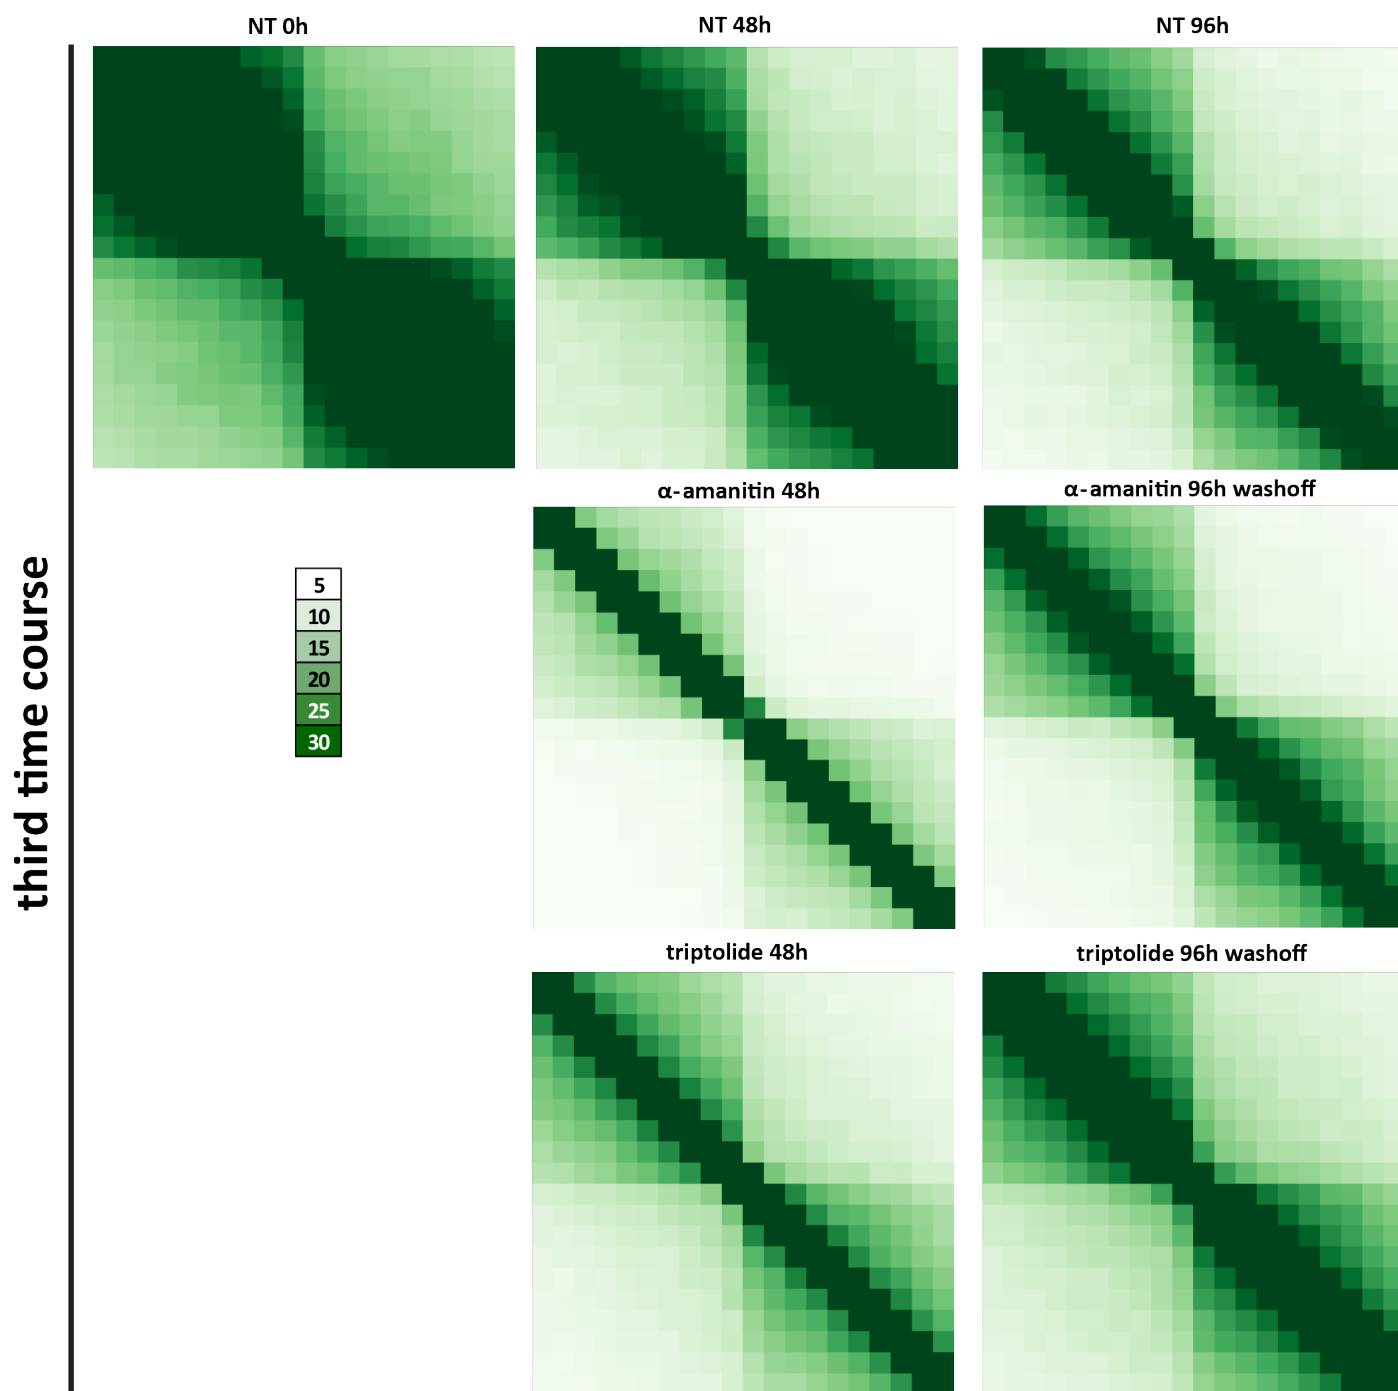 NT 0h
NT 48h
NT 96h
third time course
α-amanitin 48h
α-amanitin 96h washoff
5
10
15
20
25
30
triptolide 48h
triptolide 96h washoff